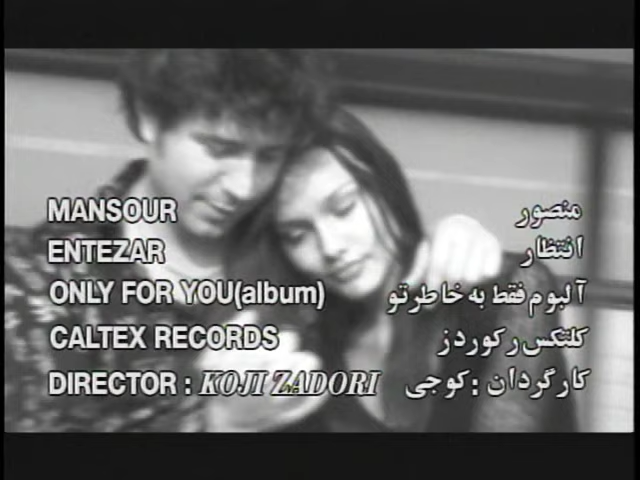 MANSOUR منصور
ENTEZAR انتظار
ONLY FOR YOU(album) آلبوم فقط به خاطر تو
CALTEX RECORDS کلتکس رکوردز
DIRECTOR : KOJI ZADORI کارگردان : کوجی